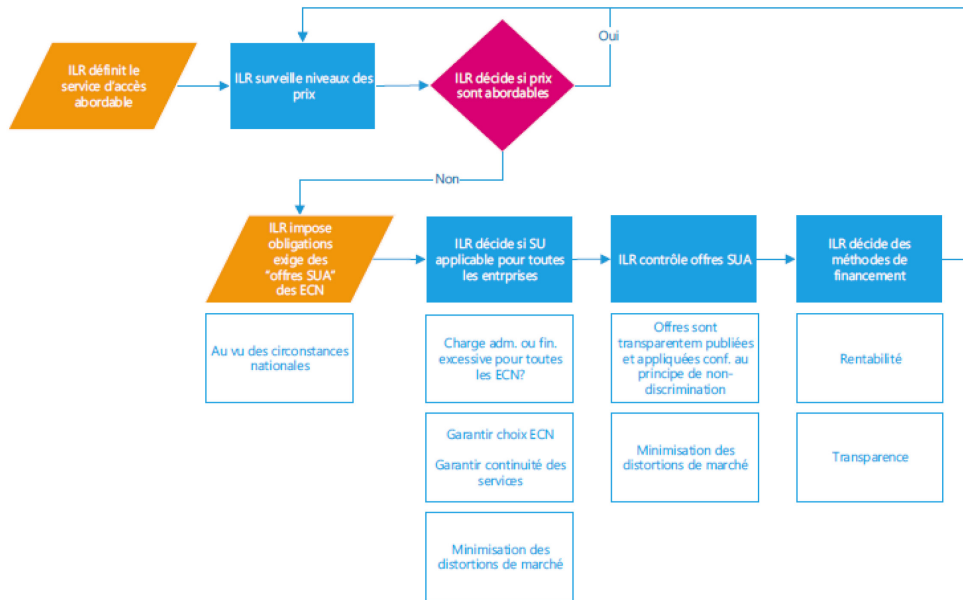 Oui
ILR définit le
service d'accès
abordable
ILR surveille niveaux des
prix
ILR décide si prix
sont abordables
Non
ILR impose
obligations
exige des
"offres SUA"
des ECN
ILR décide si SU
applicable pour toutes
les entrprises
ILR contrôle offres SUA
ILR décide des
méthodes de
financement
Au vu des circonstances
nationales
Charge adm. ou fin.
excessive pour toutes
les ECN?
Offres sont
transparentem publiées
et appliquées conf. au
principe de non-
discrimination
Rentabilité
Garantir choix ECN
Garantir continuité des
services
Minimisation des
distortions de marché
Transparence
Minimisation des
distortions de marché